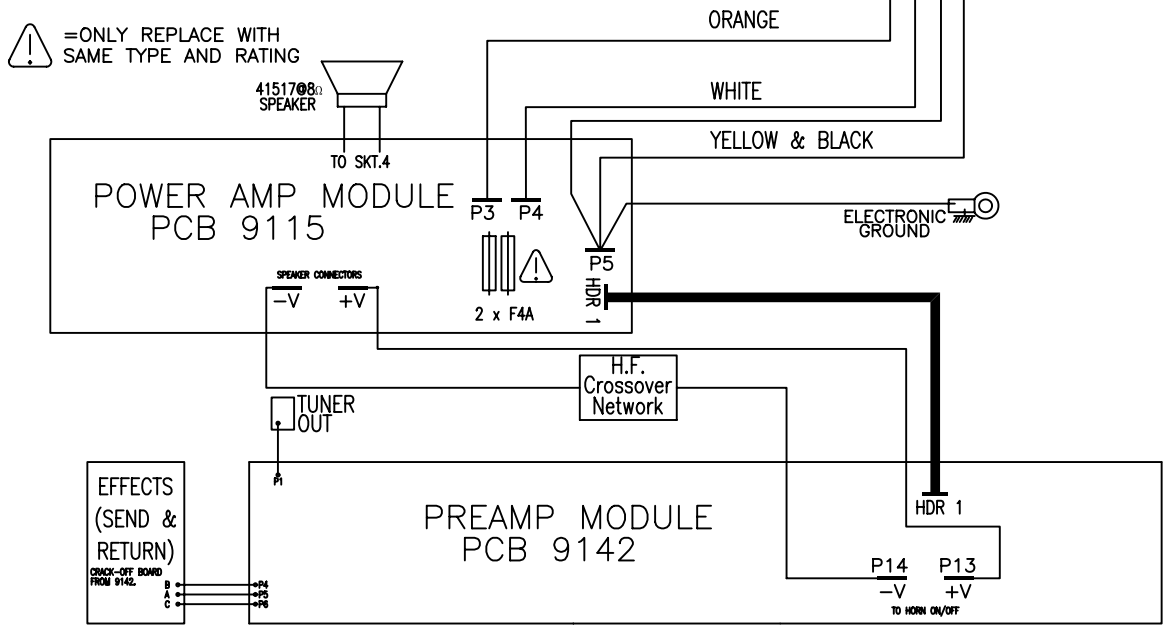 ORANGE
=ONLY REPLACE WITH
SAME TYPE AND RATING
41517@8Ω
SPEAKER
WHITE
YELLOW & BLACK
TO SKT.4
POWER AMP MODULE
PCB 9115
P3
P4
ELECTRONIC
GROUND
P5
HDR 1
SPEAKER CONNECTORS
-V
+V
2 x F4A
H.F.
Crossover
Network
TUNER
OUT
P1
EFFECTS
(SEND &
RETURN)
CRACK-OFF BOARD
FROM 9142.
B
A
C
P4
P5
P6
PREAMP MODULE
PCB 9142
HDR 1
P14
P13
-V
+V
TO HORN ON/OFF